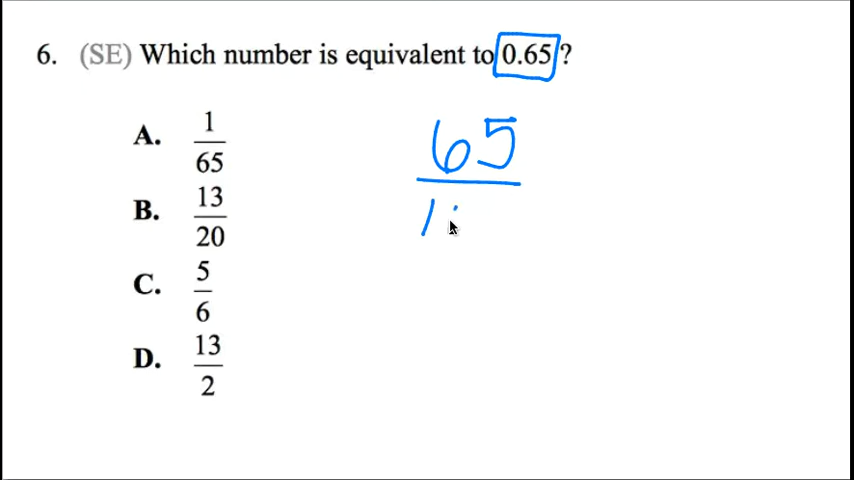 6. (SE) Which number is equivalent to 0.65 ?
A. 1/65
B. 13/20
C. 5/6
D. 13/2
65
1